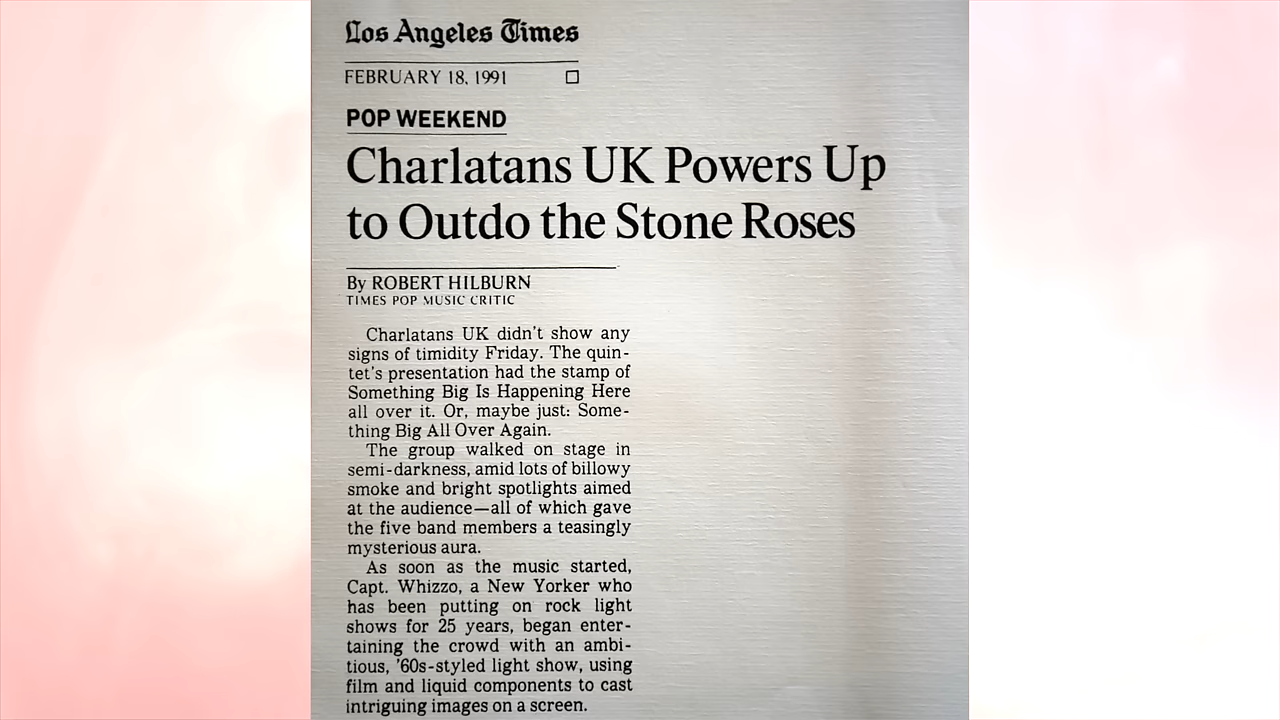 Los Angeles Times
FEBRUARY 18, 1991
POP WEEKEND
Charlatans UK Powers Up
to Outdo the Stone Roses
By ROBERT HILBURN
TIMES POP MUSIC CRITIC
Charlatans UK didn't show any
signs of timidity Friday. The quin-
tet's presentation had the stamp of
Something Big Is Happening Here
all over it. Or, maybe just: Some-
thing Big All Over Again.
The group walked on stage in
semi-darkness, amid lots of billowy
smoke and bright spotlights aimed
at the audience—all of which gave
the five band members a teasingly
mysterious aura.
As soon as the music started,
Capt. Whizzo, a New Yorker who
has been putting on rock light
shows for 25 years, began enter-
taining the crowd with an ambi-
tious, '60s-styled light show, using
film and liquid components to cast
intriguing images on a screen.